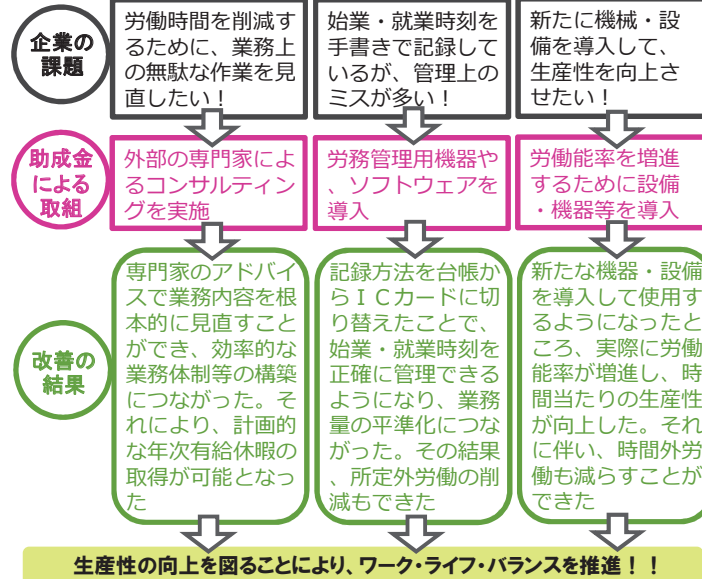 企業の
課題
労働時間を削減す
るために、業務上
の無駄な作業を見
直したい！
始業・就業時刻を
手書きで記録して
いるが、管理上の
ミスが多い！
新たに機械・設
備を導入して、
生産性を向上さ
せたい！
助成金
による
取組
外部の専門家によ
るコンサルティン
グを実施
労務管理用機器や
、ソフトウェアを
導入
労働能率を増進
するために設備
・機器等を導入
改善の
結果
専門家のアドバイ
スで業務内容を根
本的に見直すこと
ができ、効率的な
業務体制等の構築
につながった。そ
れにより、計画的
な年次有給休暇の
取得が可能となっ
た
記録方法を台帳か
らＩＣカードに切
り替えたことで、
始業・就業時刻を
正確に管理できる
ようになり、業務
量の平準化につな
がった。その結果
、所定外労働の削
減もできた
新たな機器・設備
を導入して使用す
るようになったと
ころ、実際に労働
能率が増進し、時
間当たりの生産性
が向上した。それ
に伴い、時間外労
働も減らすことが
できた
生産性の向上を図ることにより、ワーク・ライフ・バランスを推進！！